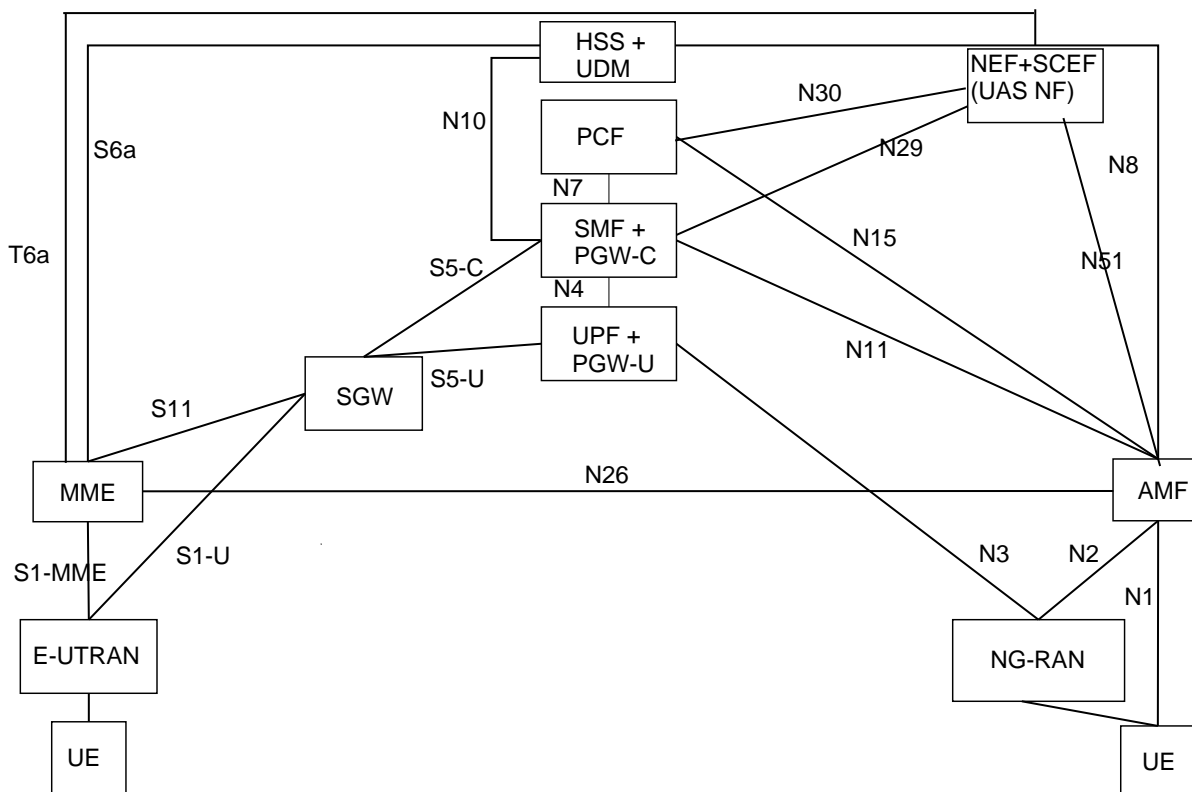 HSS +
UDM
NEF+SCEF
(UAS NF)
N30
N10
PCF
S6a
N29
N8
N7
T6a
SMF +
PGW-C
N15
S5-C
N51
N4
UPF +
PGW-U
N11
S5-U
SGW
S11
N26
MME
AMF
S1-U
N3
N2
S1-MME
N1
E-UTRAN
NG-RAN
UE
UE